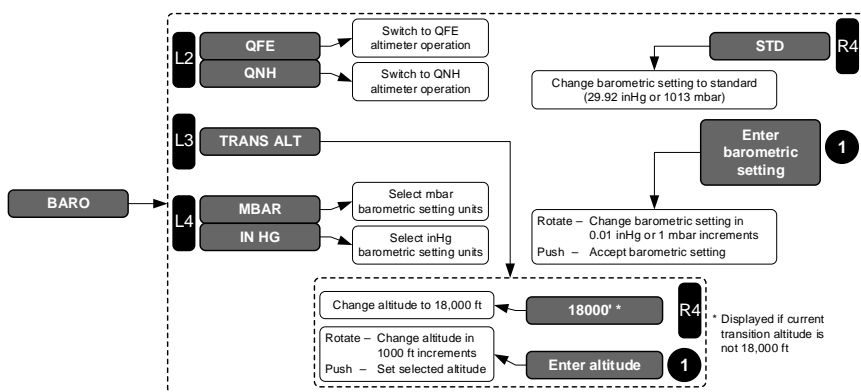 BARO
L2
QFE
Switch to QFE
altimeter operation
QNH
Switch to QNH
altimeter operation
L3
TRANS ALT
L4
MBAR
Select mbar
barometric setting units
IN HG
Select inHg
barometric setting units
STD
R4
Change barometric setting to standard
(29.92 inHg or 1013 mbar)
Enter
barometric
setting
1
Rotate – Change barometric setting in
0.01 inHg or 1 mbar increments
Push – Accept barometric setting
Change altitude to 18,000 ft
18000' *
R4
Rotate – Change altitude in
1000 ft increments
Push – Set selected altitude
Enter altitude
1
* Displayed if current
transition altitude is
not 18,000 ft